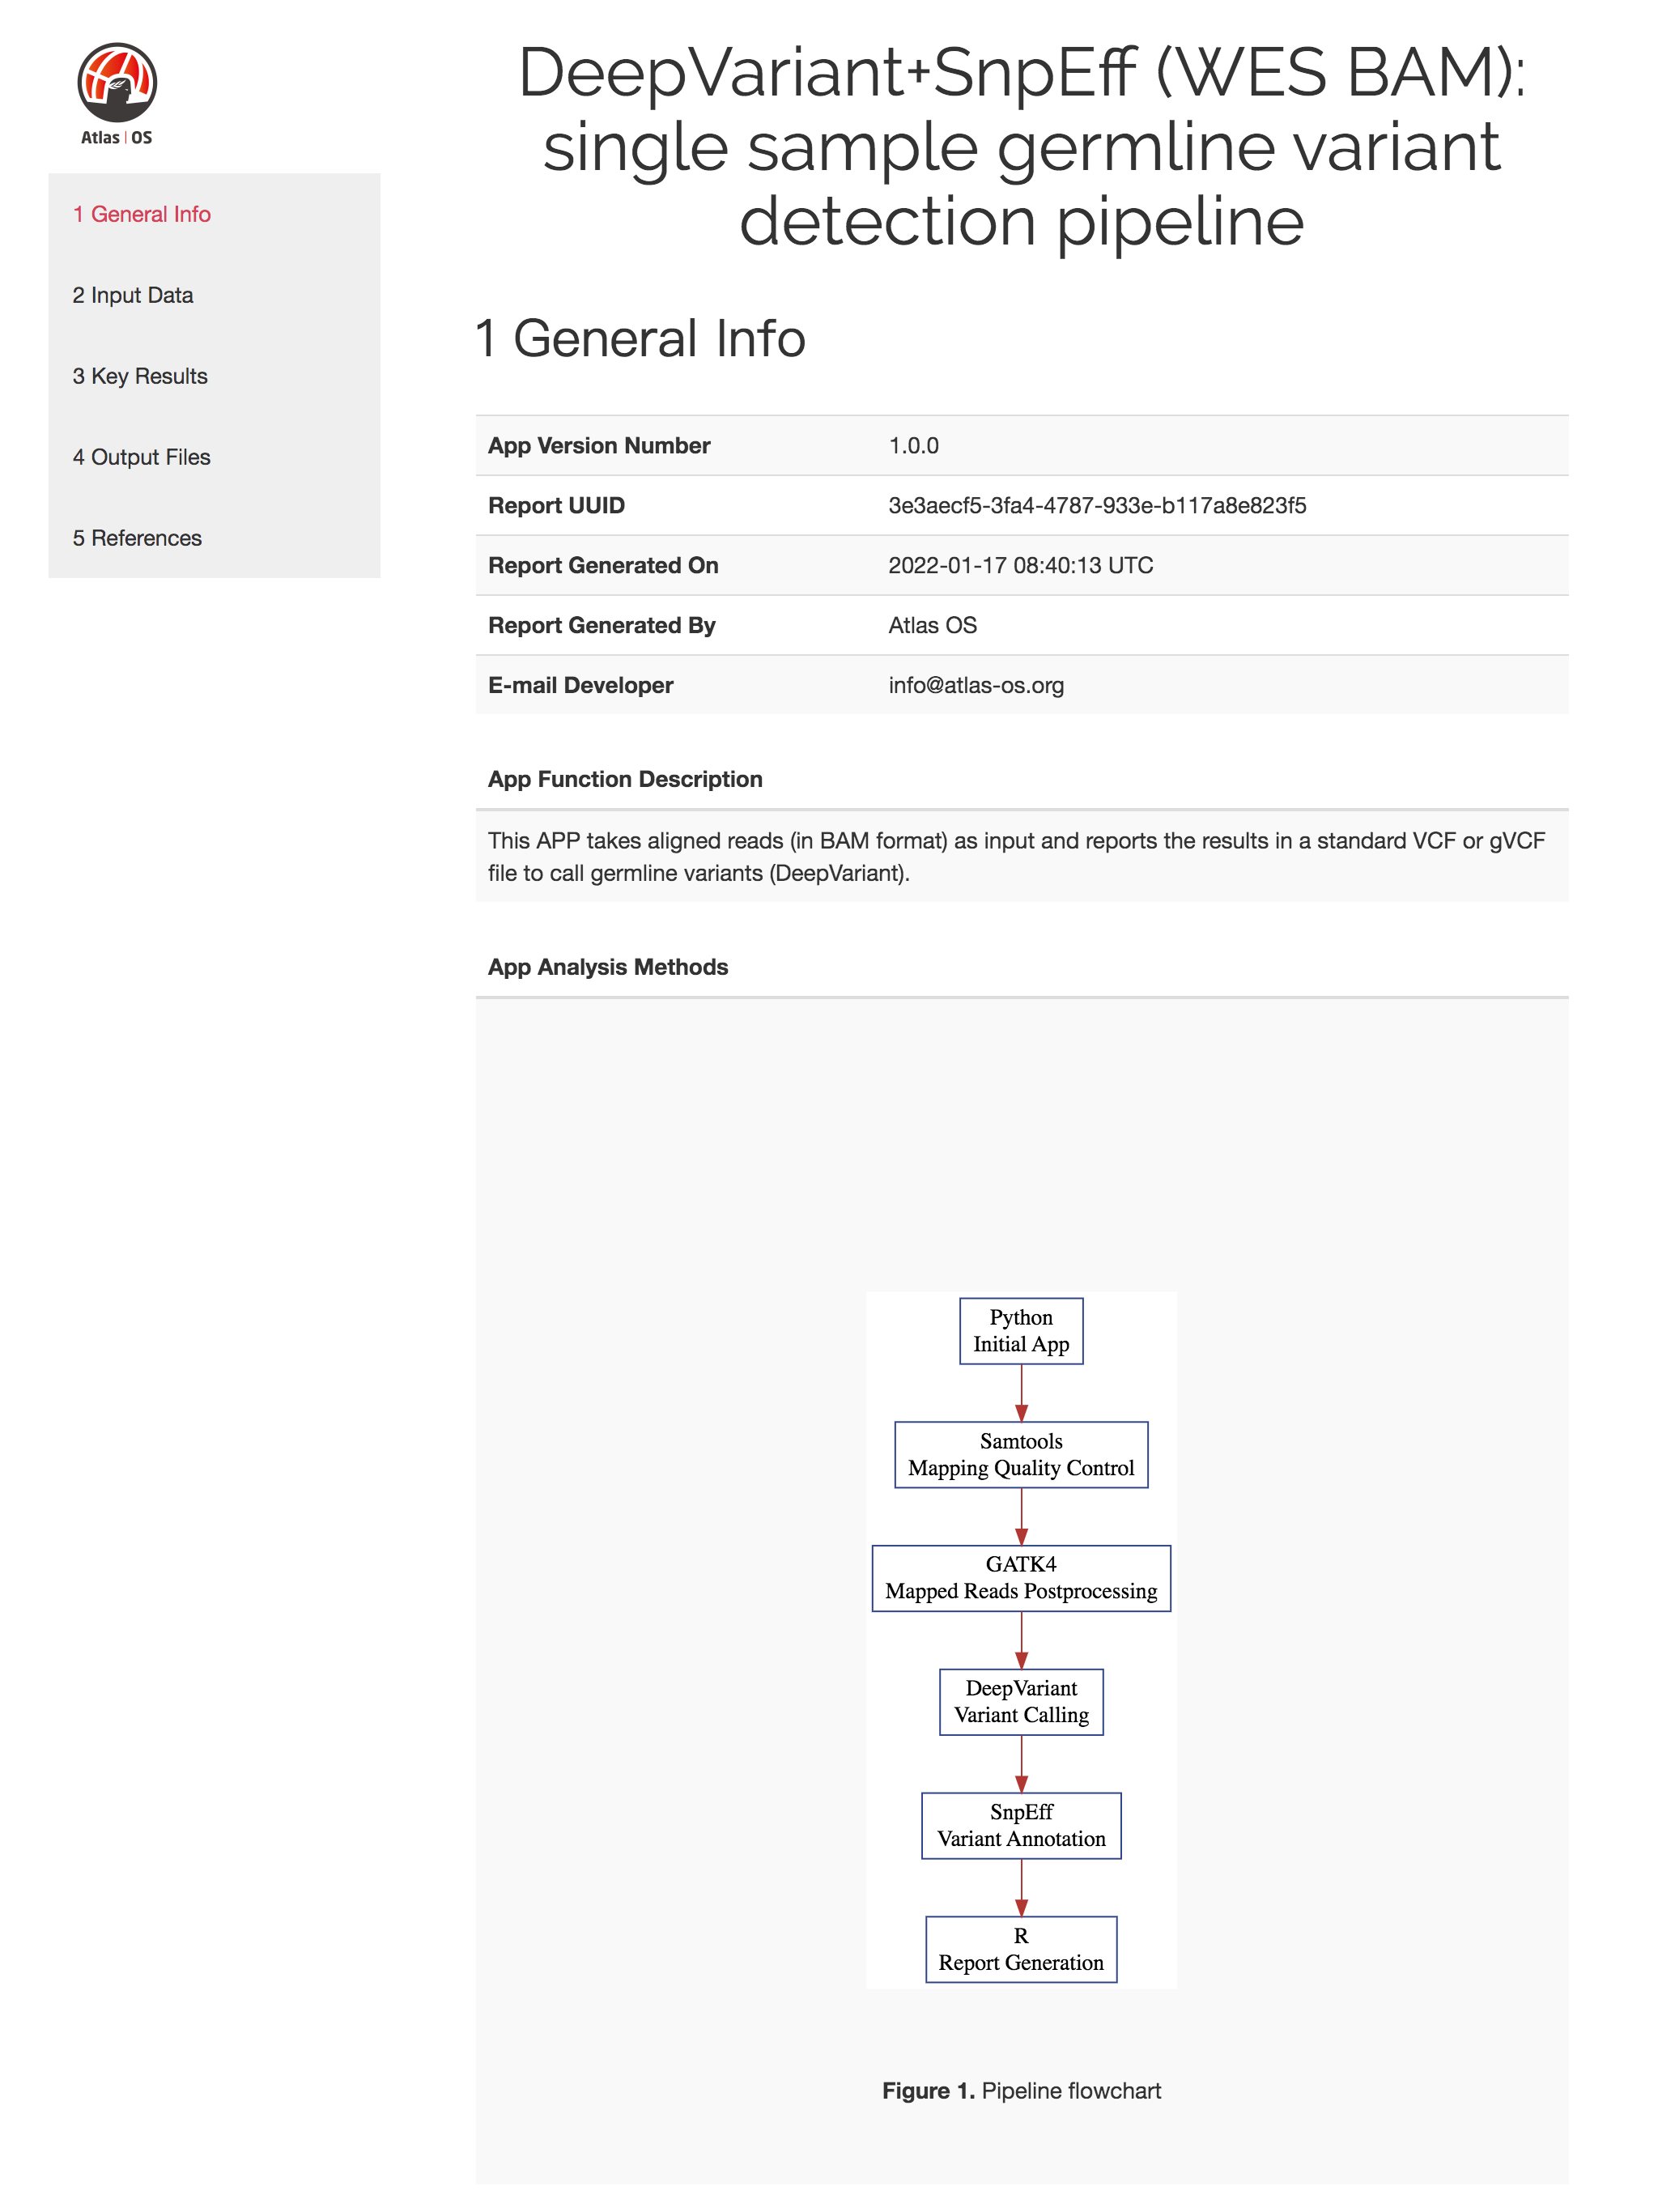 Atlas | OS
1 General Info
2 Input Data
3 Key Results
4 Output Files
5 References
DeepVariant+SnpEff (WES BAM):
single sample germline variant
detection pipeline
1 General Info
App Version Number 1.0.0
Report UUID 3e3aecf5-3fa4-4787-933e-b117a8e823f5
Report Generated On 2022-01-17 08:40:13 UTC
Report Generated By Atlas OS
E-mail Developer info@atlas-os.org
App Function Description
This APP takes aligned reads (in BAM format) as input and reports the results in a standard VCF or gVCF
file to call germline variants (DeepVariant).
App Analysis Methods
Python
Initial App
Samtools
Mapping Quality Control
GATK4
Mapped Reads Postprocessing
DeepVariant
Variant Calling
SnpEff
Variant Annotation
R
Report Generation
Figure 1. Pipeline flowchart